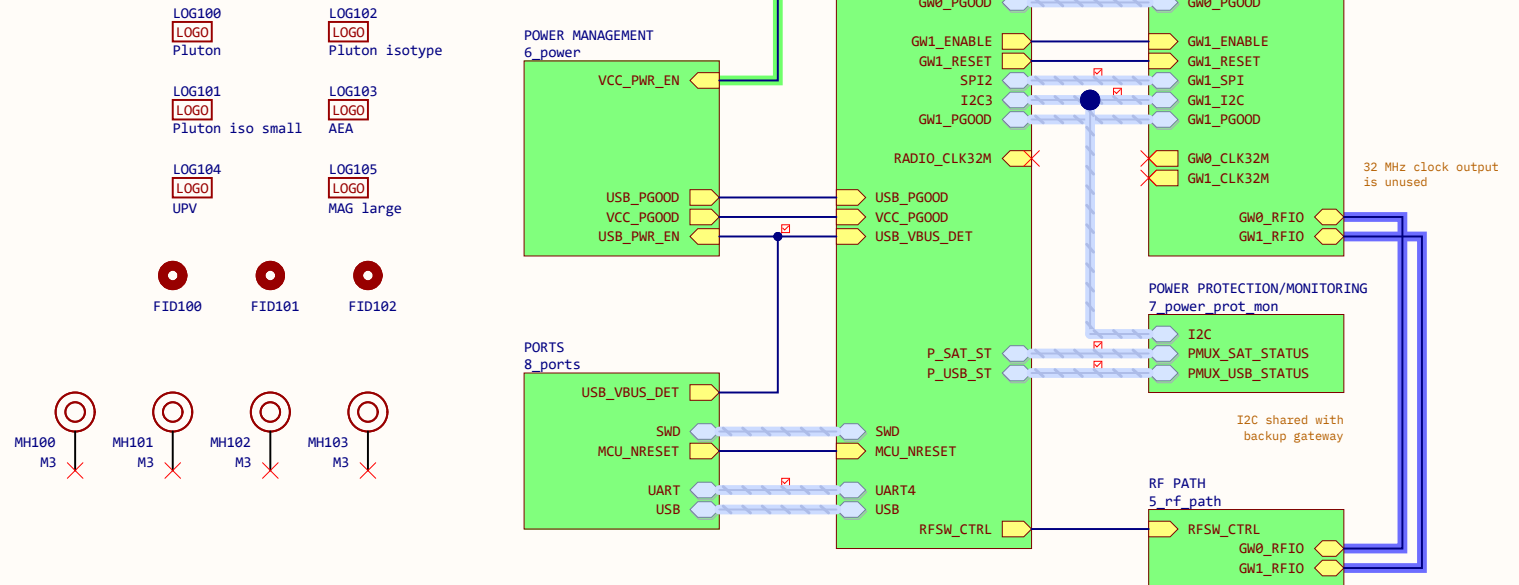 LOG100
LOGO
Pluton
LOG102
LOGO
Pluton isotype
LOG101
LOGO
Pluton iso small
LOG103
LOGO
AEA
LOG104
LOGO
UPV
LOG105
LOGO
MAG large
FID100
FID101
FID102
MH100
M3
MH101
M3
MH102
M3
MH103
M3
POWER MANAGEMENT
6_power
VCC_PWR_EN
USB_PGOOD
VCC_PGOOD
USB_PWR_EN
PORTS
8_ports
USB_VBUS_DET
SWD
MCU_NRESET
UART
USB
GW0_PGOOD
GW1_ENABLE
GW1_RESET
SPI2
I2C3
GW1_PGOOD
RADIO_CLK32M
USB_PGOOD
VCC_PGOOD
USB_VBUS_DET
P_SAT_ST
P_USB_ST
SWD
MCU_NRESET
UART4
USB
RFSW_CTRL
GW0_PGOOD
GW1_ENABLE
GW1_RESET
GW1_SPI
GW1_I2C
GW1_PGOOD
GW0_CLK32M
GW1_CLK32M
GW0_RFIO
GW1_RFIO
32 MHz clock output
is unused
POWER PROTECTION/MONITORING
7_power_prot_mon
I2C
PMUX_SAT_STATUS
PMUX_USB_STATUS
I2C shared with
backup gateway
RF PATH
5_rf_path
RFSW_CTRL
GW0_RFIO
GW1_RFIO